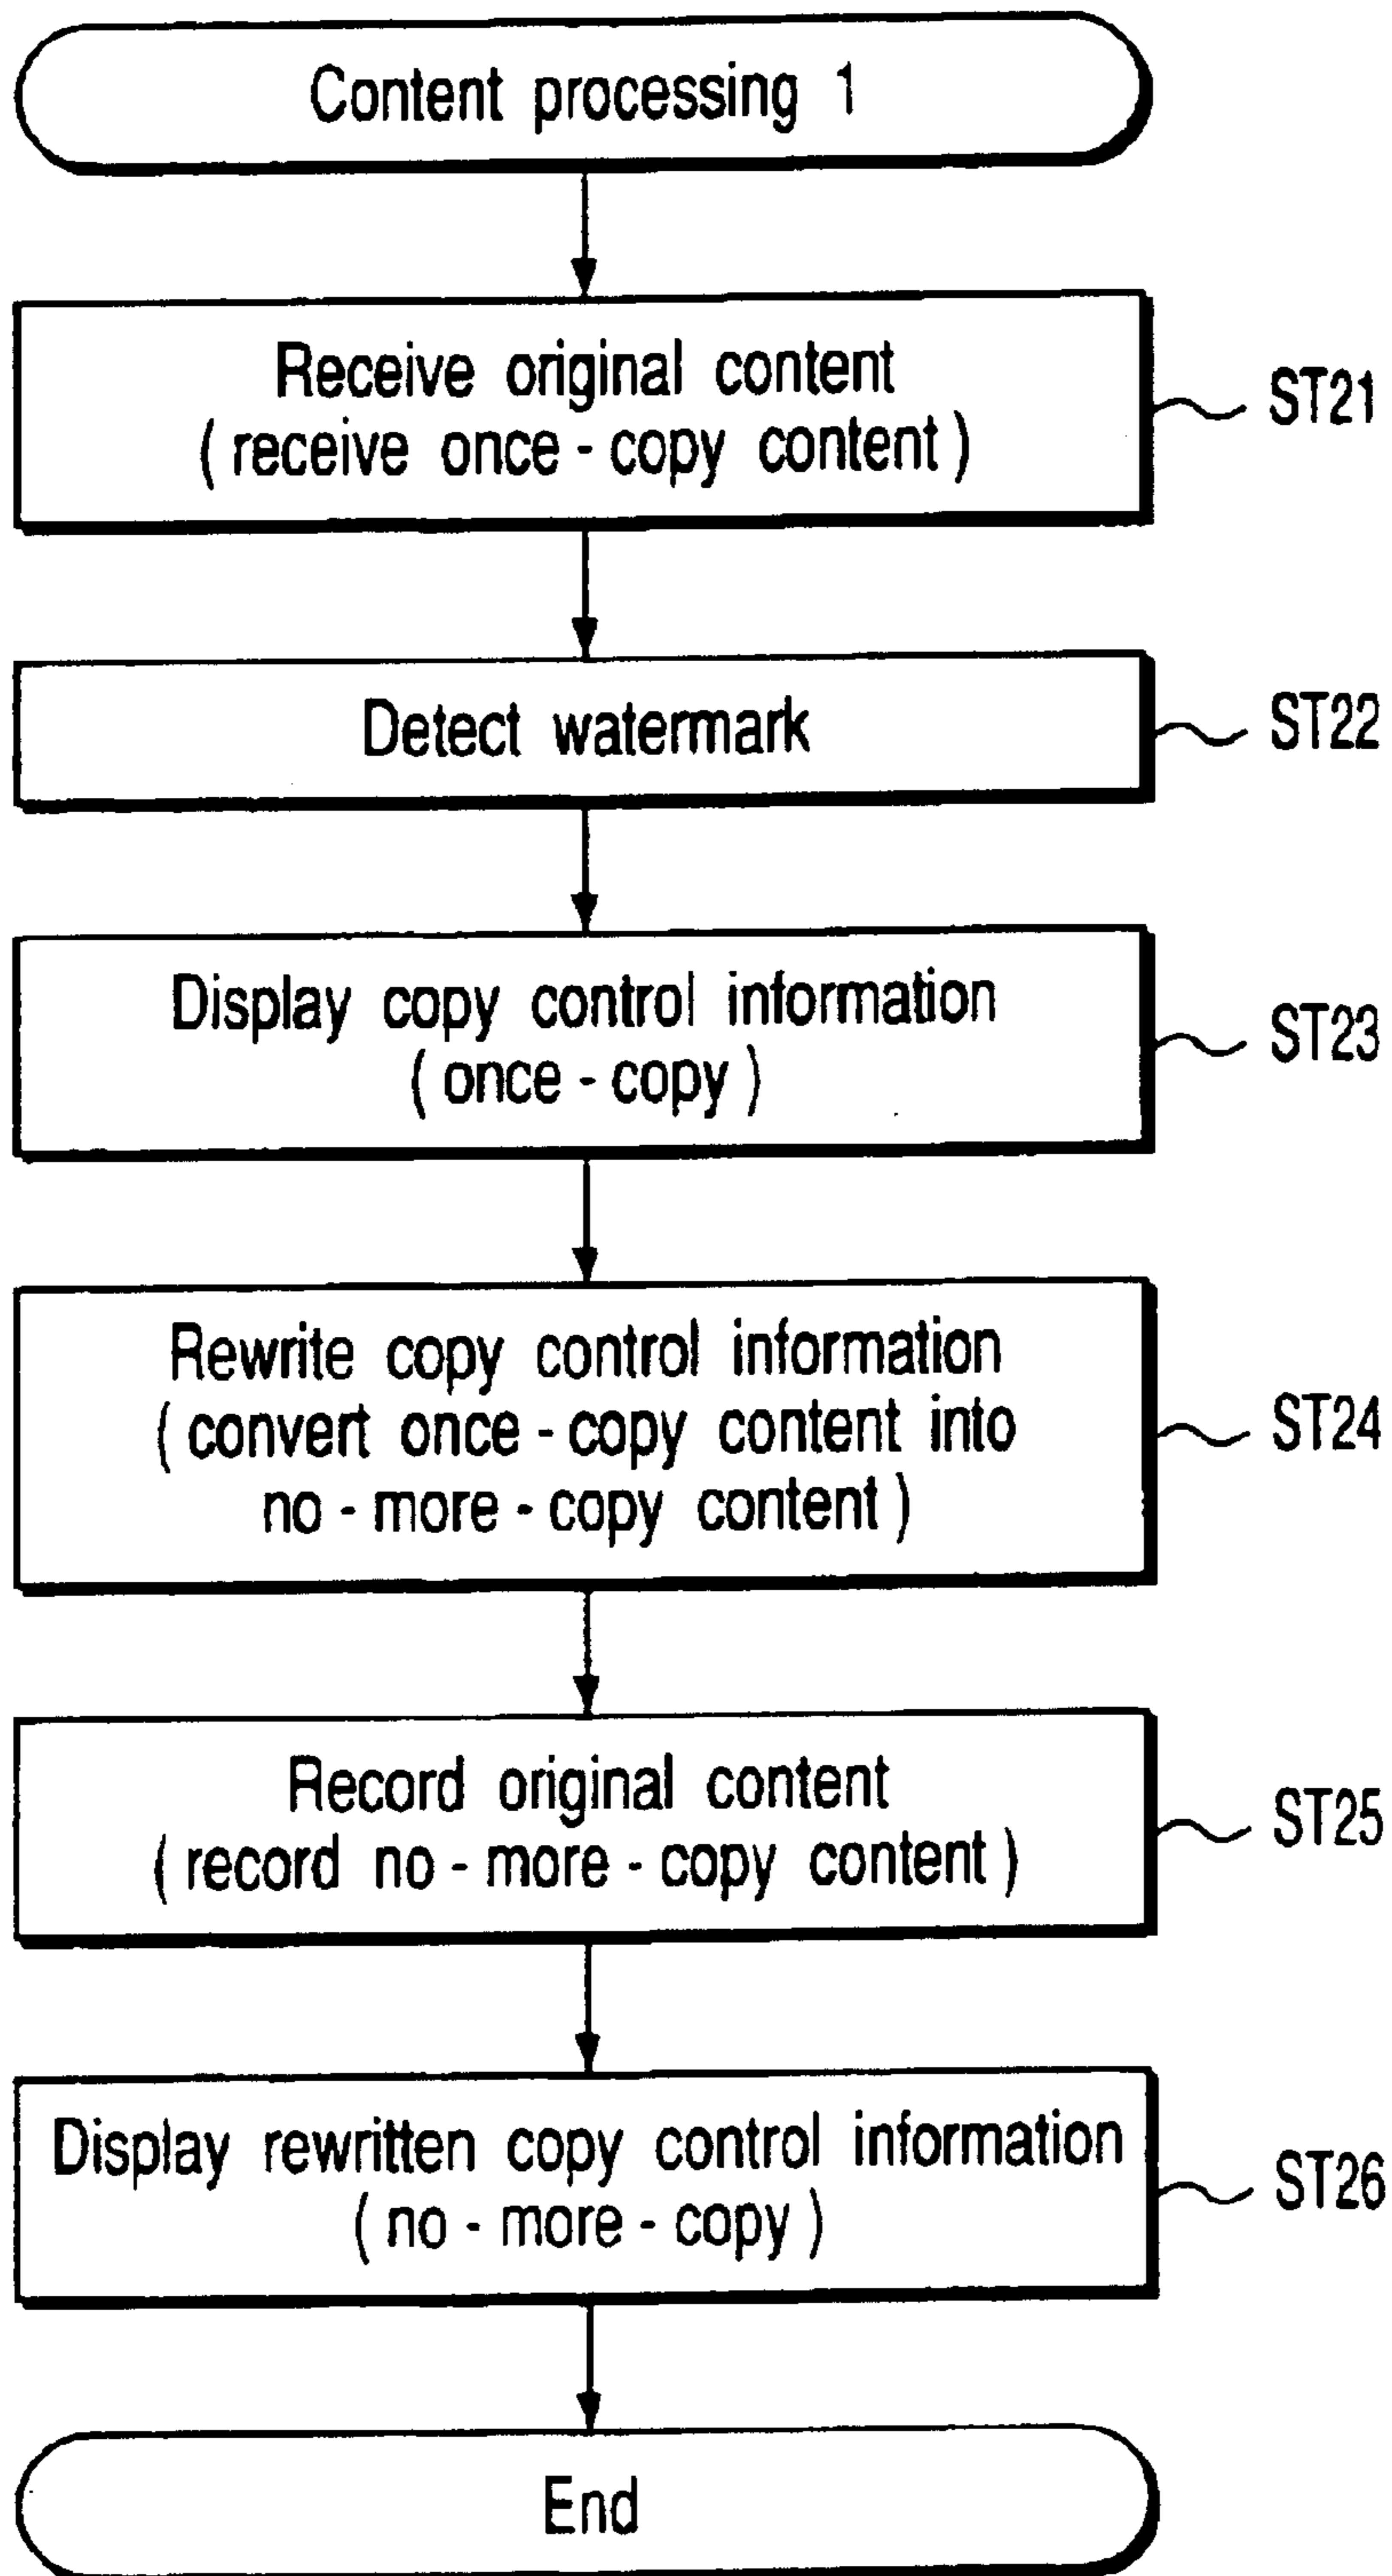 Content processing 1
Receive original content
( receive once - copy content )
ST21
Detect watermark
ST22
Display copy control information
( once - copy )
ST23
Rewrite copy control information
( convert once - copy content into
no - more - copy content )
ST24
Record original content
( record no - more - copy content )
ST25
Display rewritten copy control information
( no - more - copy )
ST26
End